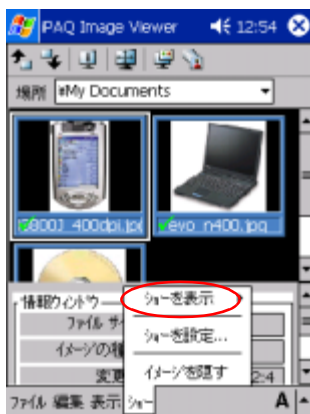 iPAQ Image Viewer 12:54
場所 ¥My Documents
400dpi.jp
evo_n400.jpg
情報ウィンドウ
ショーを表示
ファイル サ
ショーを設定...
イメージの種
イメージを隠す
変更
2:4
ファイル 編集 表示 ショー A